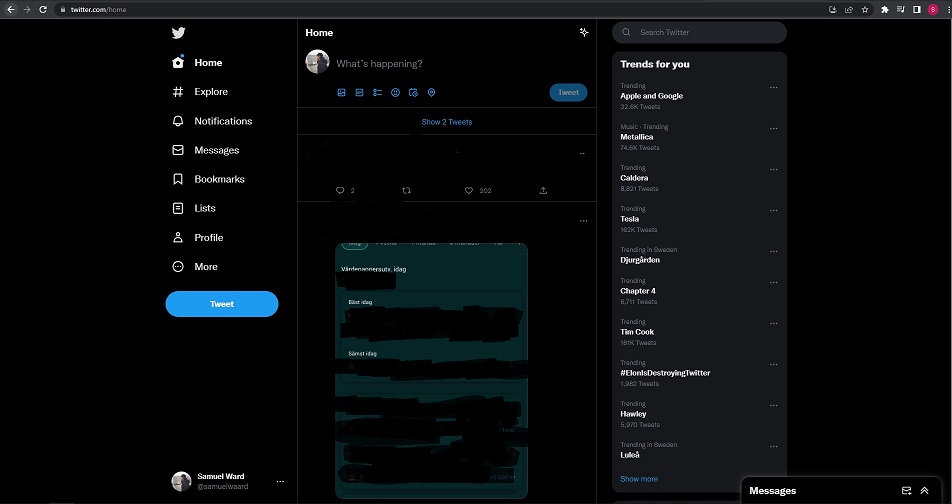 twitter.com/home
S
Home
Explore
Notifications
Messages
Bookmarks
Lists
Profile
More
Tweet
Samuel Ward
@samuelwaard
Home
What's happening?
Tweet
Show 2 Tweets
2
202
Värdepappersutv. idag
Bäst idag
Sämst idag
Search Twitter
Trends for you
Trending
Apple and Google
32.6K Tweets
Music · Trending
Metallica
74.6K Tweets
Trending
Caldera
8,821 Tweets
Trending
Tesla
162K Tweets
Trending in Sweden
Djurgården
Trending
Chapter 4
6,711 Tweets
Trending
Tim Cook
181K Tweets
Trending
#ElonIsDestroyingTwitter
1,982 Tweets
Trending
Hawley
5,970 Tweets
Trending in Sweden
Luleå
Show more
Messages